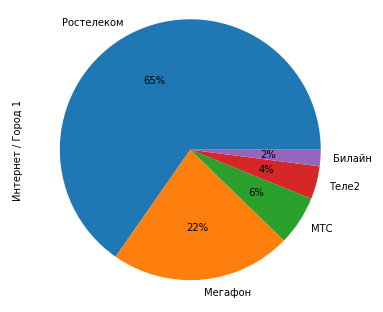 Ростелеком
65%
Интернет / Город 1
2%
Билайн
4%
Теле2
6%
МТС
22%
Мегафон